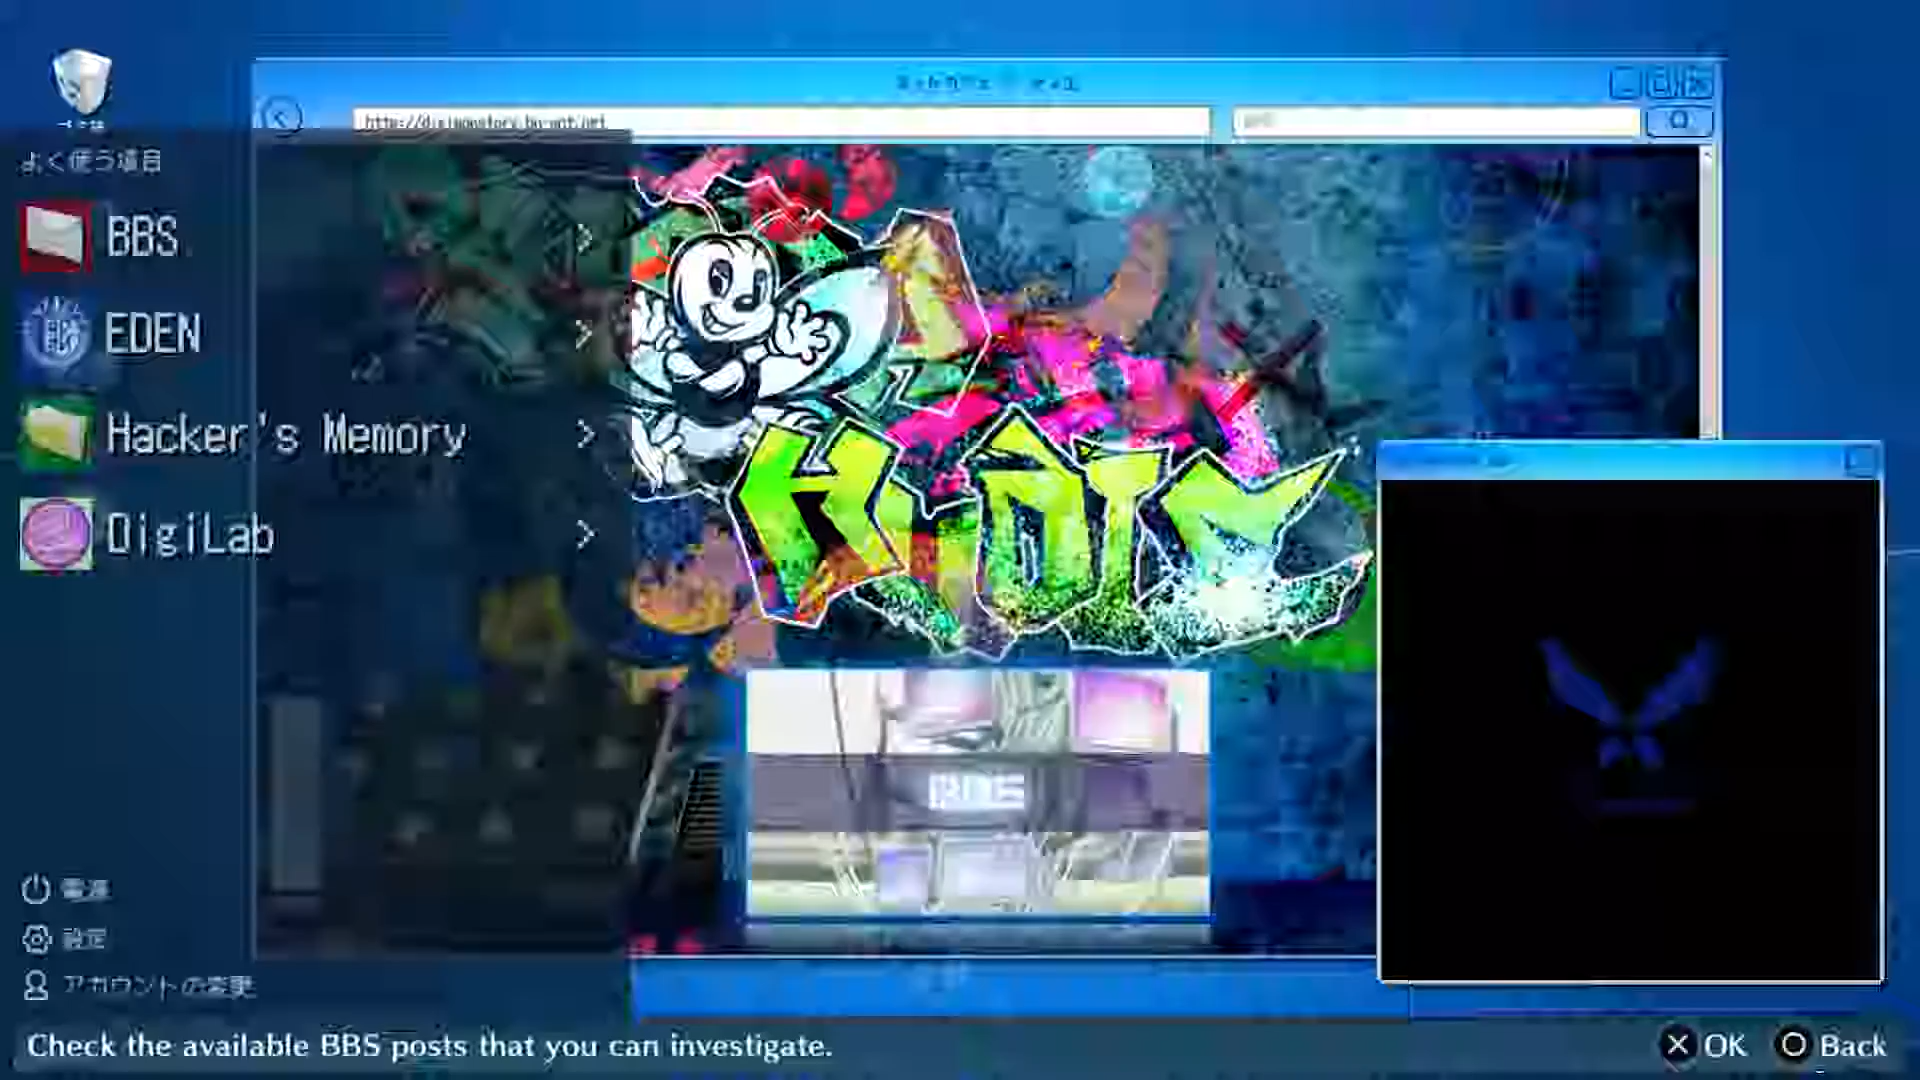 よく使う項目
BBS
EDEN
Hacker's Memory
DigiLab
BBS
電源
設定
アカウントの変更
Check the available BBS posts that you can investigate.
OK
Back